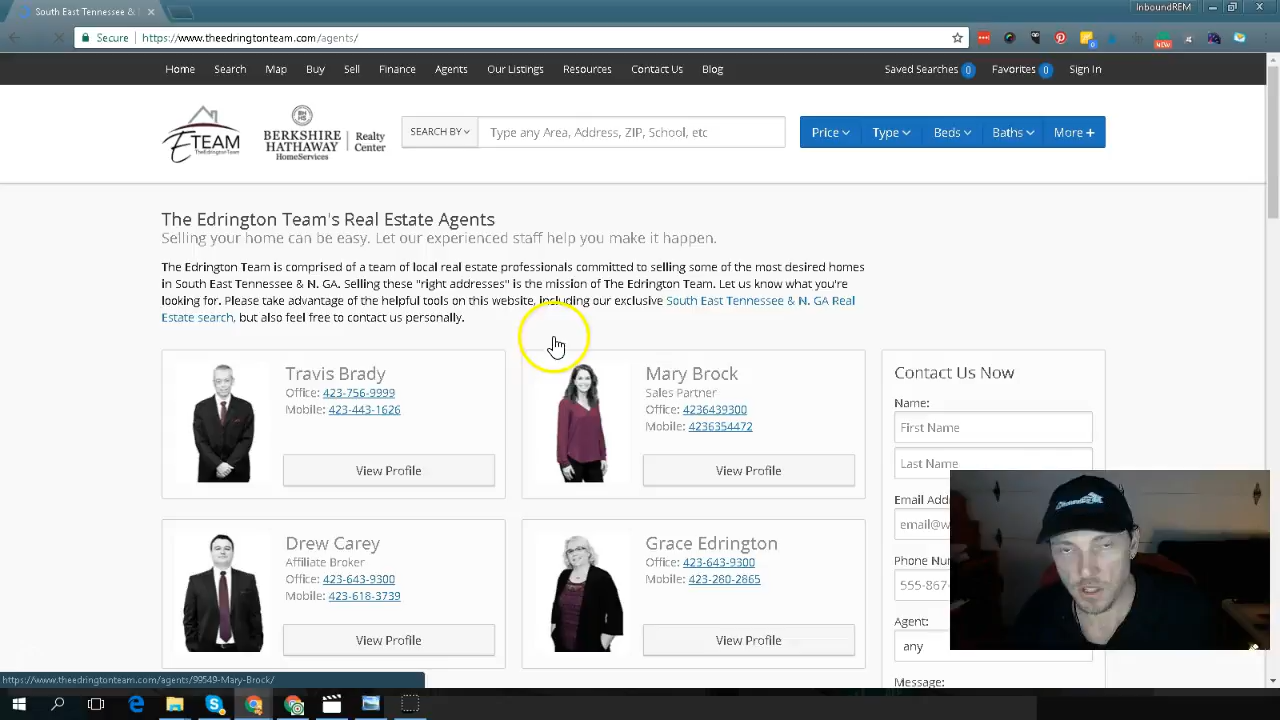 InboundREM
South East Tennessee &
Secure | https://www.theedringtonteam.com/agents/
Home Search Map Buy Sell Finance Agents Our Listings Resources Contact Us Blog Saved Searches 0 Favorites 0 Sign In
ETEAM
TheEdringtonTeam
BERKSHIRE
HATHAWAY
HomeServices
Realty
Center
SEARCH BY
Type any Area, Address, ZIP, School, etc
Price Type Beds Baths More +
The Edrington Team's Real Estate Agents
Selling your home can be easy. Let our experienced staff help you make it happen.
The Edrington Team is comprised of a team of local real estate professionals committed to selling some of the most desired homes
in South East Tennessee & N. GA. Selling these "right addresses" is the mission of The Edrington Team. Let us know what you're
looking for. Please take advantage of the helpful tools on this website, including our exclusive South East Tennessee & N. GA Real
Estate search, but also feel free to contact us personally.
Travis Brady
Office: 423-756-9999
Mobile: 423-443-1626
View Profile
Mary Brock
Sales Partner
Office: 4236439300
Mobile: 4236354472
View Profile
Drew Carey
Affiliate Broker
Office: 423-643-9300
Mobile: 423-618-3739
View Profile
Grace Edrington
Office: 423-643-9300
Mobile: 423-280-2865
View Profile
Contact Us Now
Name:
First Name
Last Name
Email Addr
email@w
Phone Num
555-867-
Agent:
any
Message:
https://www.theedringtonteam.com/agents/99549-Mary-Brock/